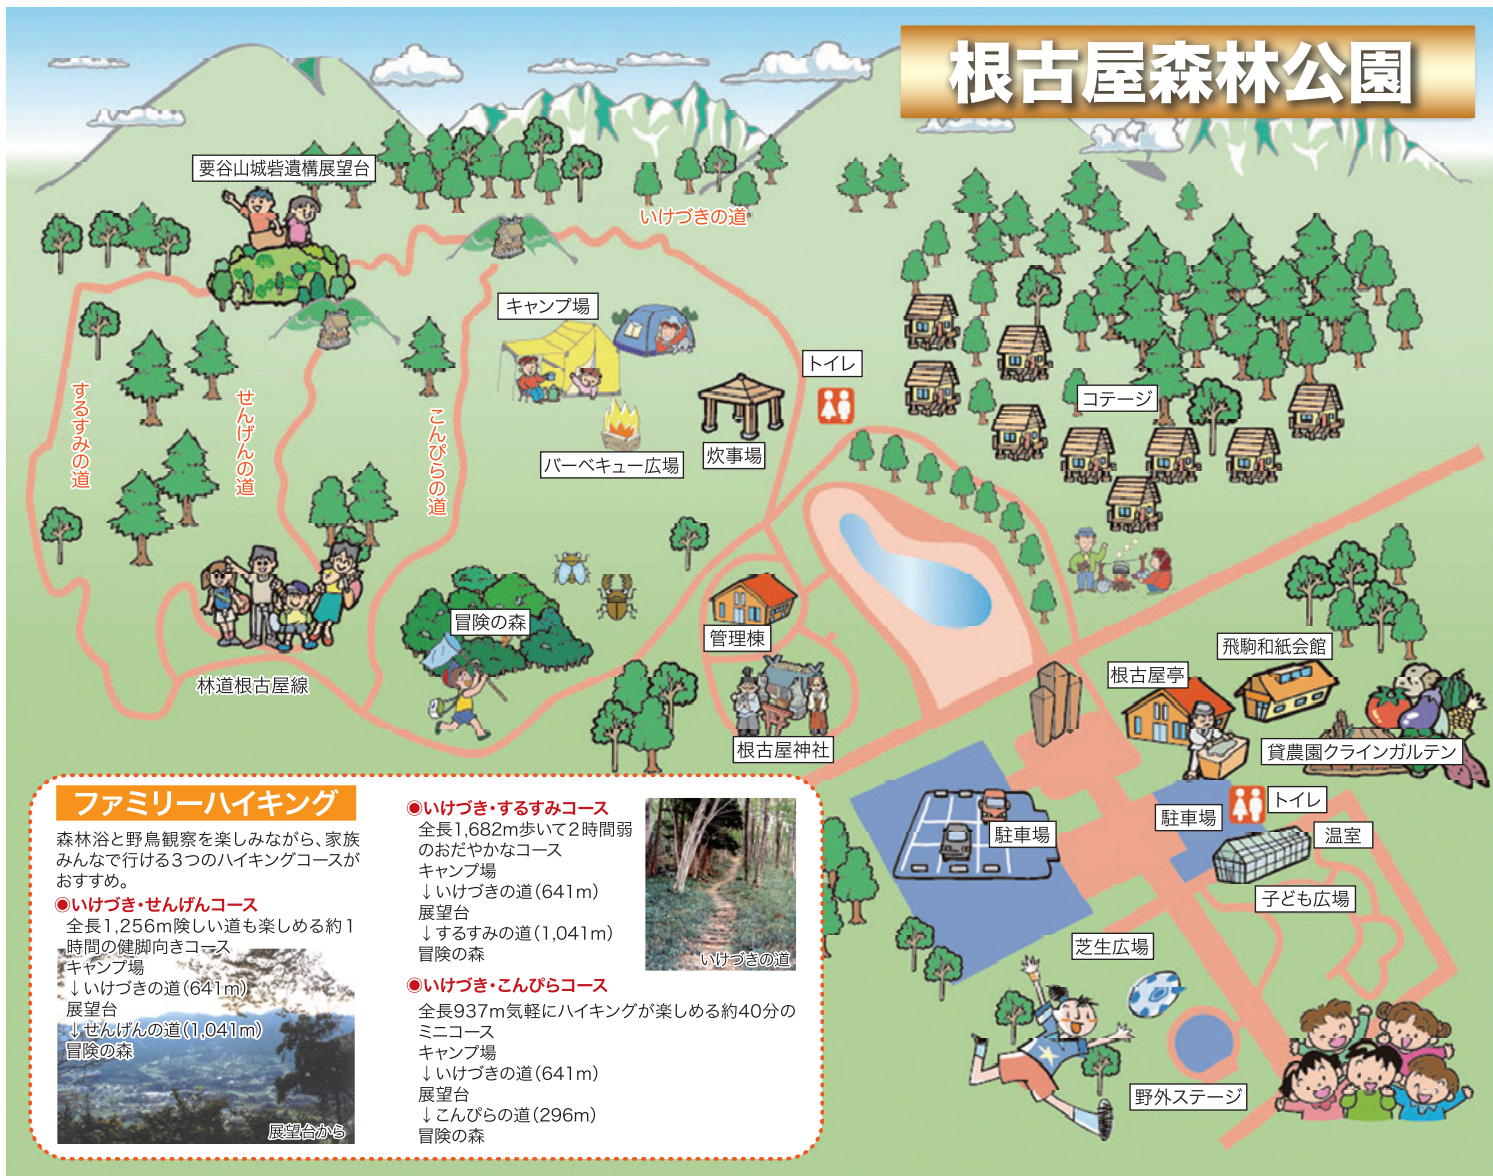 根古屋森林公園
要谷山城砦遺構展望台
いけづきの道
キャンプ場
トイレ
するすみの道
せんげんの道
こんぴらの道
コテージ
バーベキュー広場
炊事場
冒険の森
管理棟
飛駒和紙会館
林道根古屋線
根古屋亭
根古屋神社
貸農園クラインガルテン
駐車場
トイレ
駐車場
温室
子ども広場
芝生広場
野外ステージ
ファミリーハイキング
森林浴と野鳥観察を楽しみながら、家族
みんなで行ける3つのハイキングコースが
おすすめ。
◉いけづき・せんげんコース
全長1,256m険しい道も楽しめる約1
時間の健脚向きコース
キャンプ場
↓いけづきの道(641m)
展望台
↓せんげんの道(1,041m)
冒険の森
展望台から
◉いけづき・するすみコース
全長1,682m歩いて2時間弱
のおだやかなコース
キャンプ場
↓いけづきの道(641m)
展望台
↓するすみの道(1,041m)
冒険の森
いけづきの道
◉いけづき・こんぴらコース
全長937m気軽にハイキングが楽しめる約40分の
ミニコース
キャンプ場
↓いけづきの道(641m)
展望台
↓こんぴらの道(296m)
冒険の森